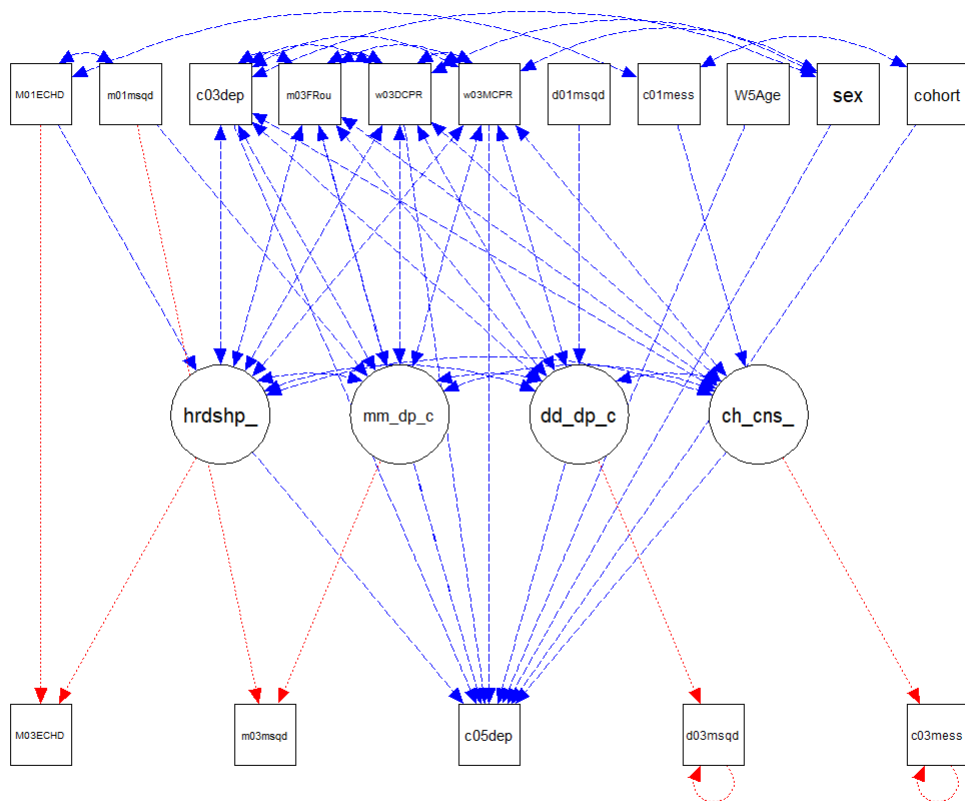 M01ECHD
m01msqd
c03dep
m03FRou
w03DCPR
w03MCPR
d01msqd
c01mess
W5Age
sex
cohort
hrdshp_
mm_dp_c
dd_dp_c
ch_cns_
M03ECHD
m03msqd
c05dep
d03msqd
c03mess